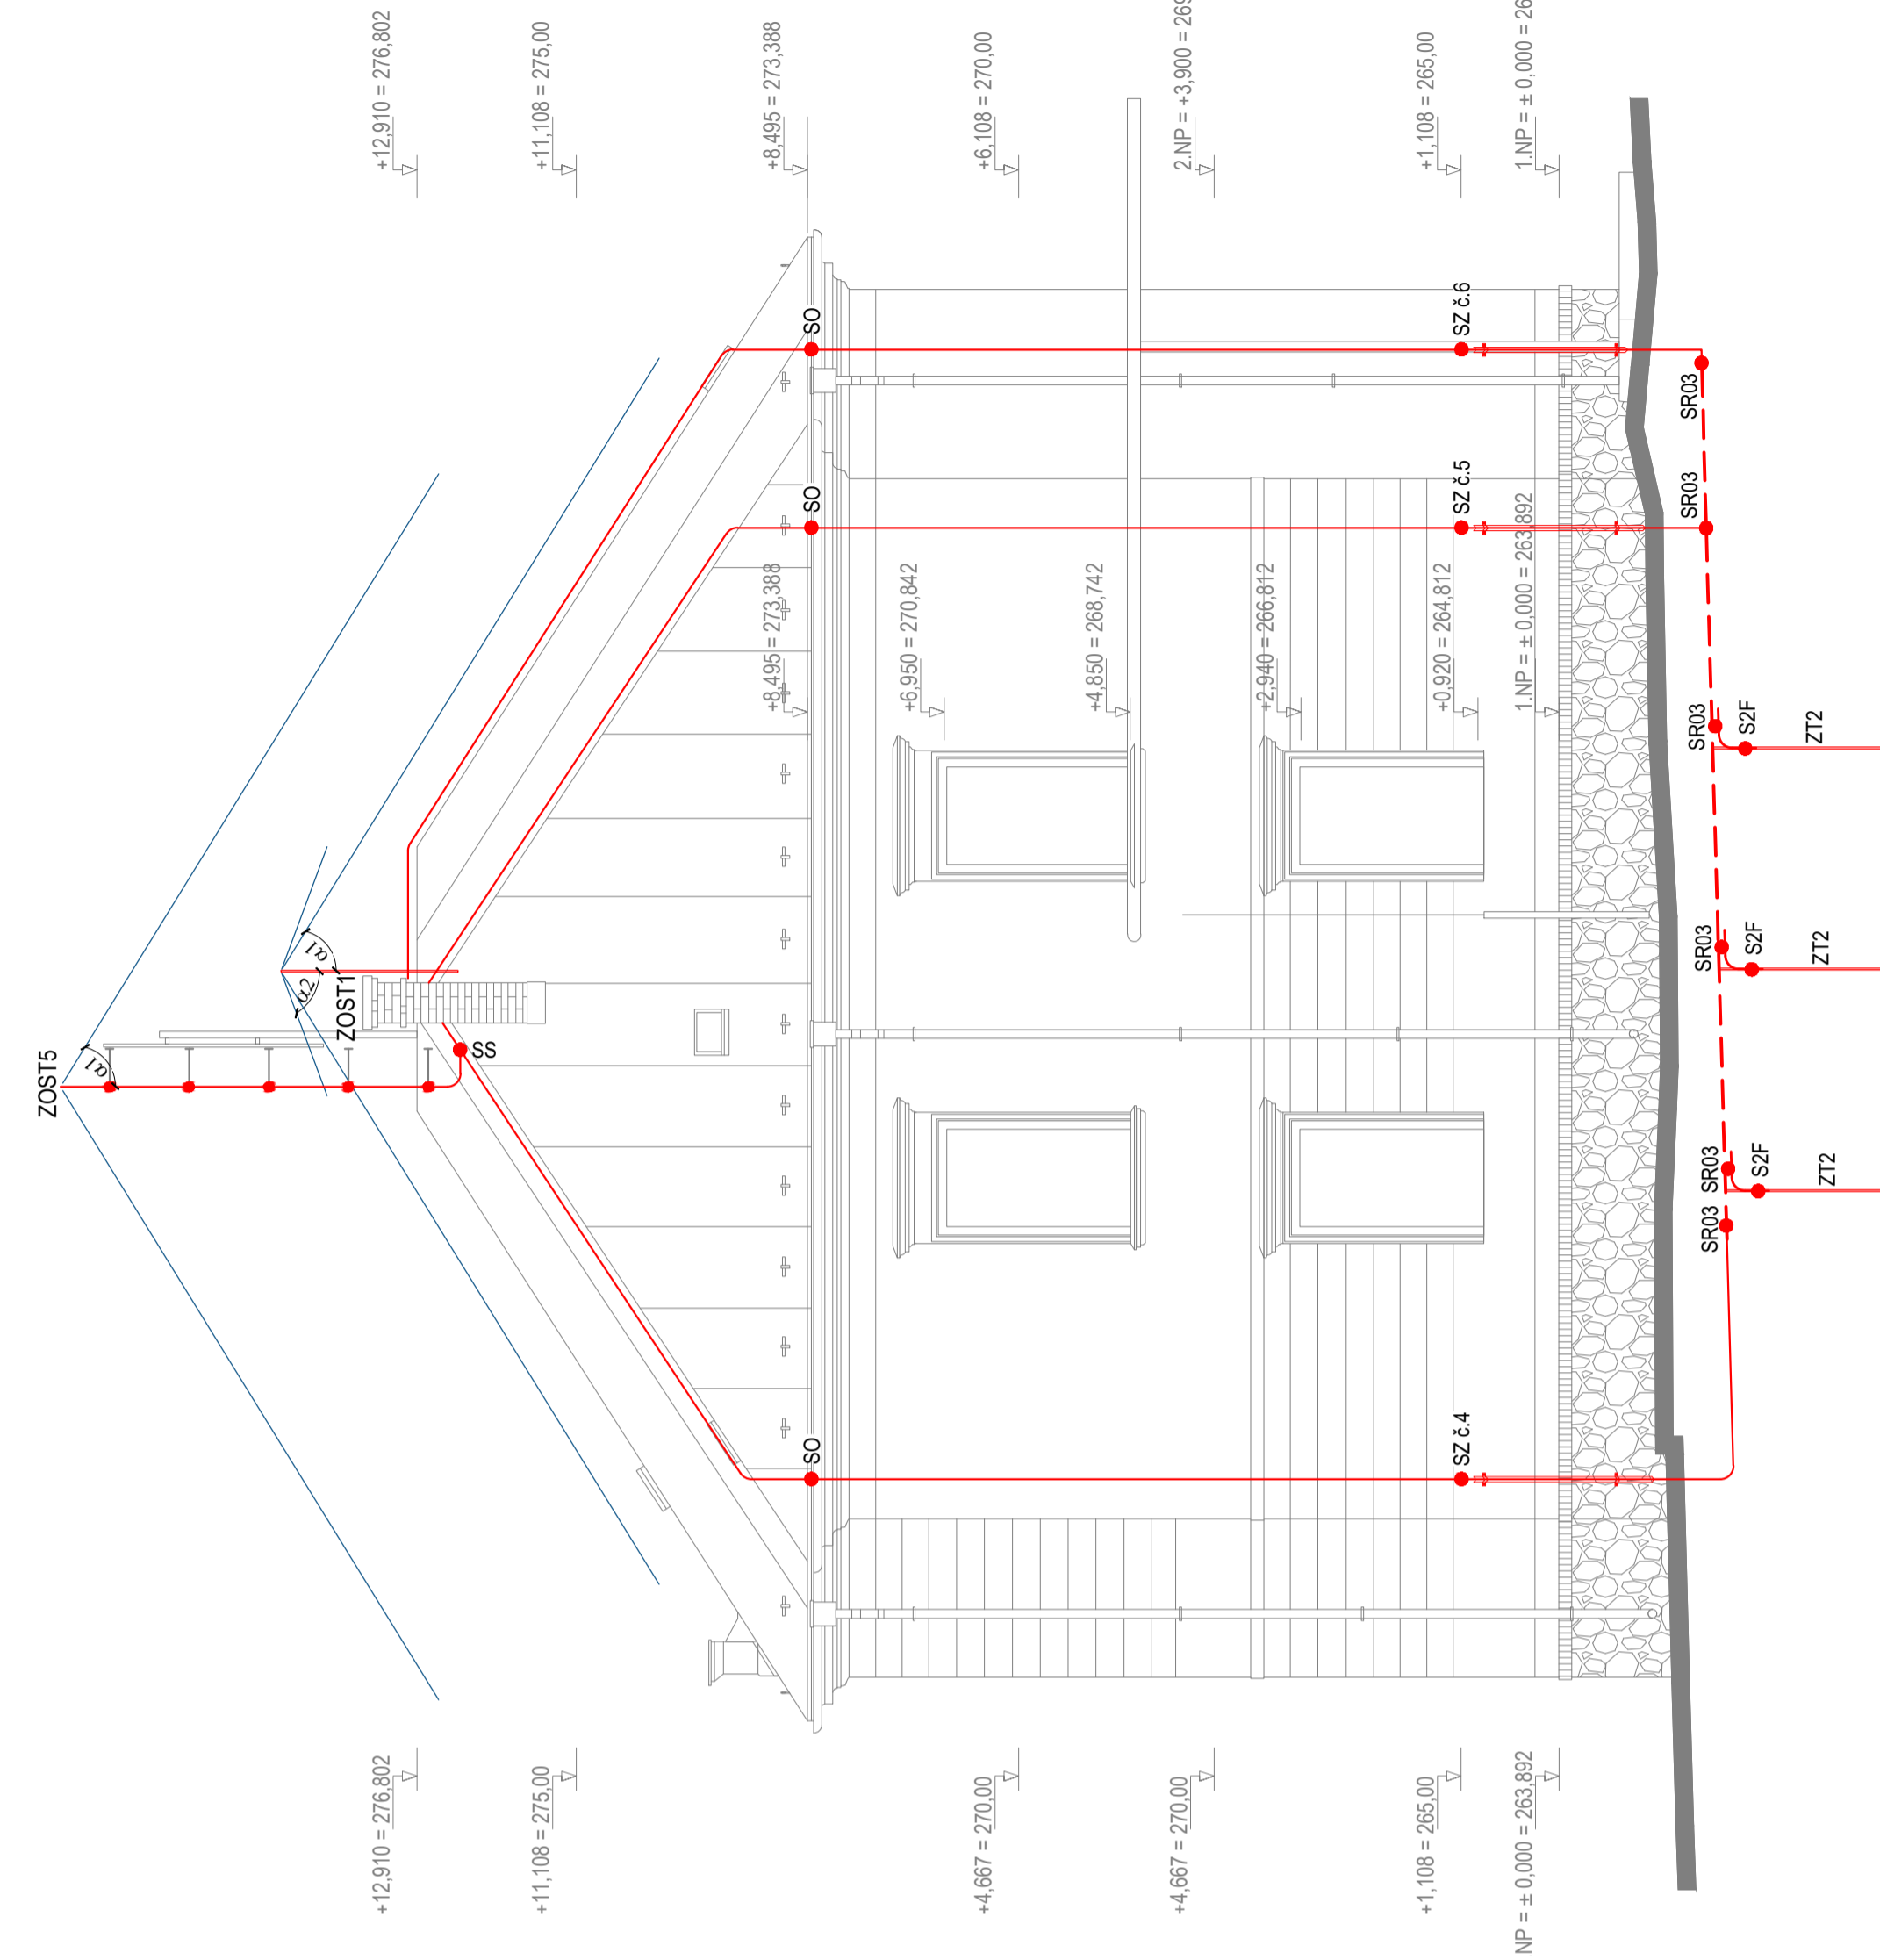 +12,910 = 276,802
+11,108 = 275,00
+8,495 = 273,388
+6,108 = 270,00
2.NP = +3,900 =
+1,108 = 265,00
1.NP = ± 0,000 =
SO
SZ č.6
SR03
SO
SZ č.5
SR03
+8,495 = 273,388
+6,950 = 270,842
+4,850 = 268,742
+2,940 = 266,812
+0,920 = 264,812
1.NP = ± 0,000 = 263,892
SR03
S2F
ZT2
α1
α2
ZOST1
SR03
S2F
ZT2
ZOST5
α1
SS
SR03
S2F
ZT2
SR03
SO
SZ č.4
+12,910 = 276,802
+11,108 = 275,00
+4,667 = 270,00
+4,667 = 270,00
+1,108 = 265,00
NP = ± 0,000 = 263,892